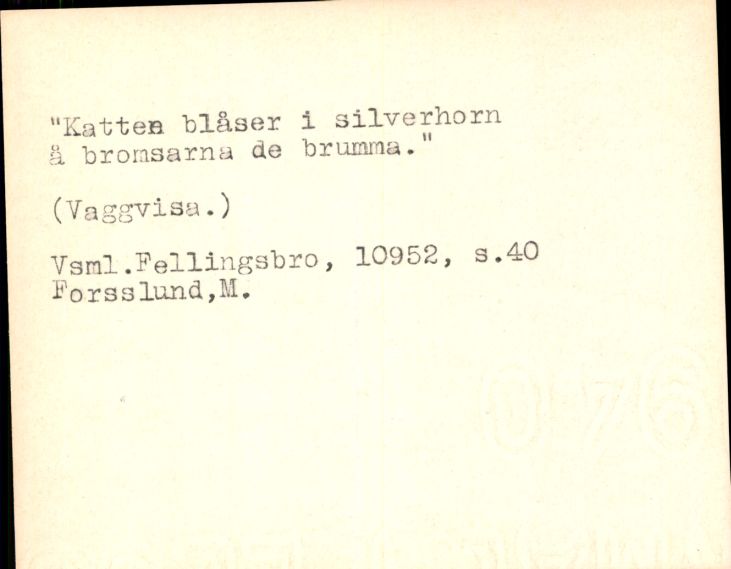 "Katten blåser i silverhorn
å bromsarna de brumma."
(Vaggvisa.)
Vsml.Fellingsbro, 10952, s.40
Forsslund,M.